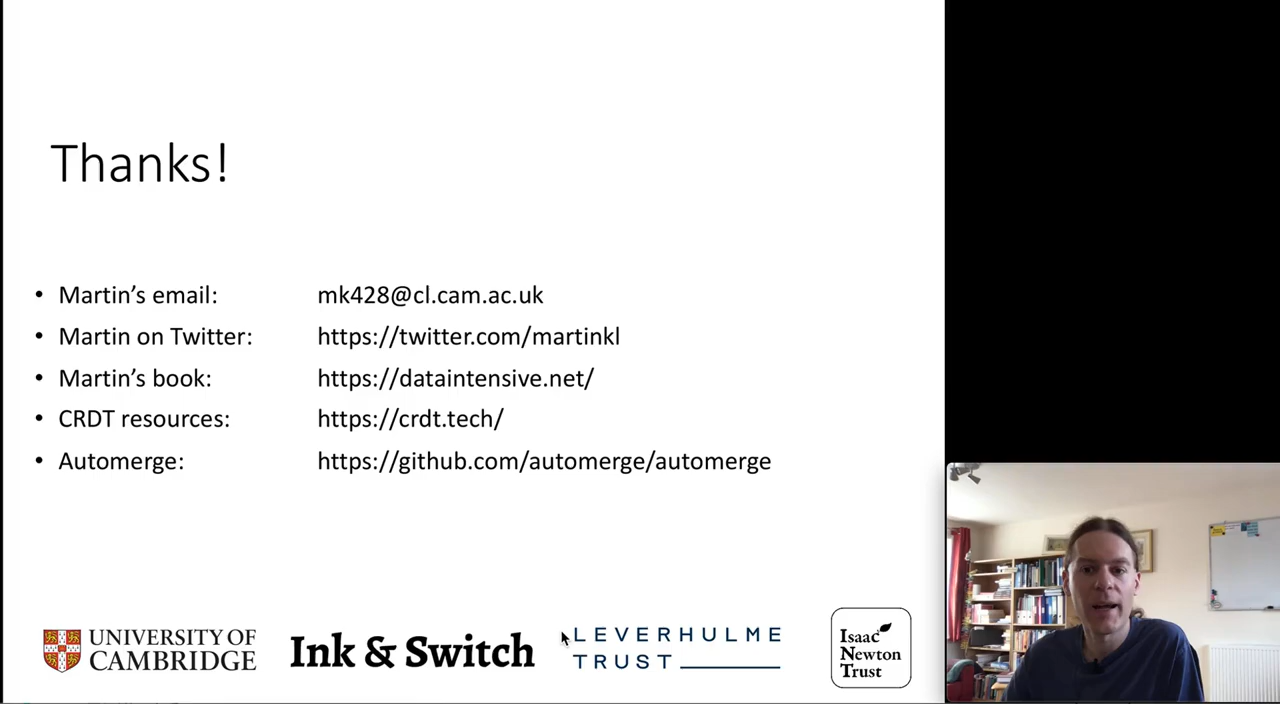 Thanks!
• Martin’s email: mk428@cl.cam.ac.uk
• Martin on Twitter: https://twitter.com/martinkl
• Martin’s book: https://dataintensive.net/
• CRDT resources: https://crdt.tech/
• Automerge: https://github.com/automerge/automerge
UNIVERSITY OF
CAMBRIDGE
Ink & Switch
LEVERHULME
TRUST
Isaac
Newton
Trust